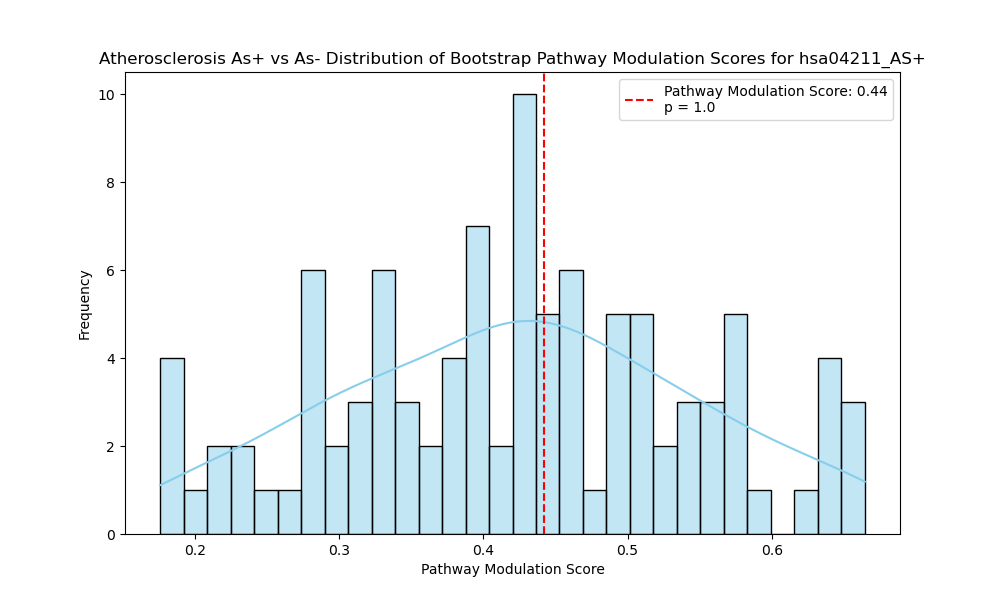 Atherosclerosis As+ vs As- Distribution of Bootstrap Pathway Modulation Scores for hsa04211_AS+
Pathway Modulation Score: 0.44
p = 1.0
10
8
6
4
2
0
Frequency
0.2 0.3 0.4 0.5 0.6
Pathway Modulation Score